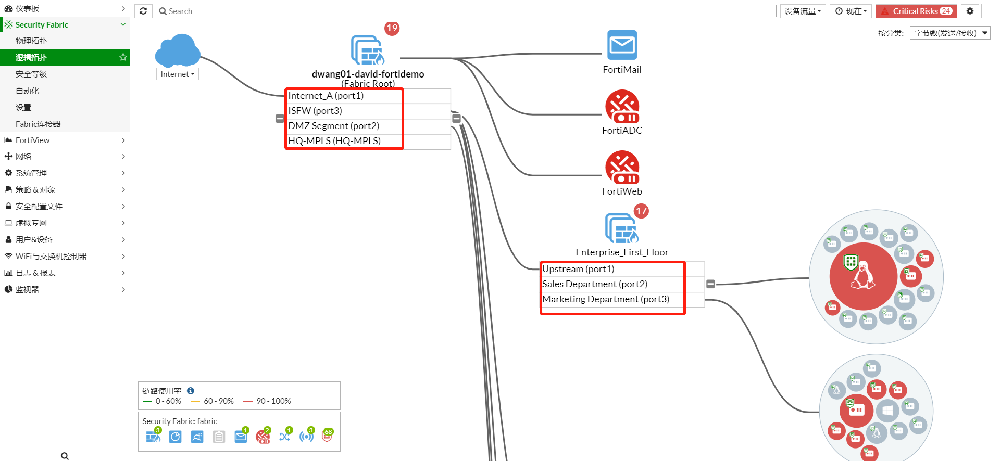 仪表板
Security Fabric
物理拓扑
逻辑拓扑
安全等级
自动化
设置
Fabric连接器
FortiView
网络
系统管理
策略 & 对象
安全配置文件
虚拟专网
用户&设备
WiFi与交换机控制器
日志 & 报表
监视器
Search
设备流量
现在
Critical Risks 24
按分类: 字节数(发送/接收)
Internet
19
dwang01-david-fortidemo
(Fabric Root)
Internet_A (port1)
ISFW (port3)
DMZ Segment (port2)
HQ-MPLS (HQ-MPLS)
FortiMail
FortiADC
FortiWeb
17
Enterprise_First_Floor
Upstream (port1)
Sales Department (port2)
Marketing Department (port3)
链路使用率
0 - 60% 60 - 90% 90 - 100%
Security Fabric: fabric
3 1 2 1 3 68